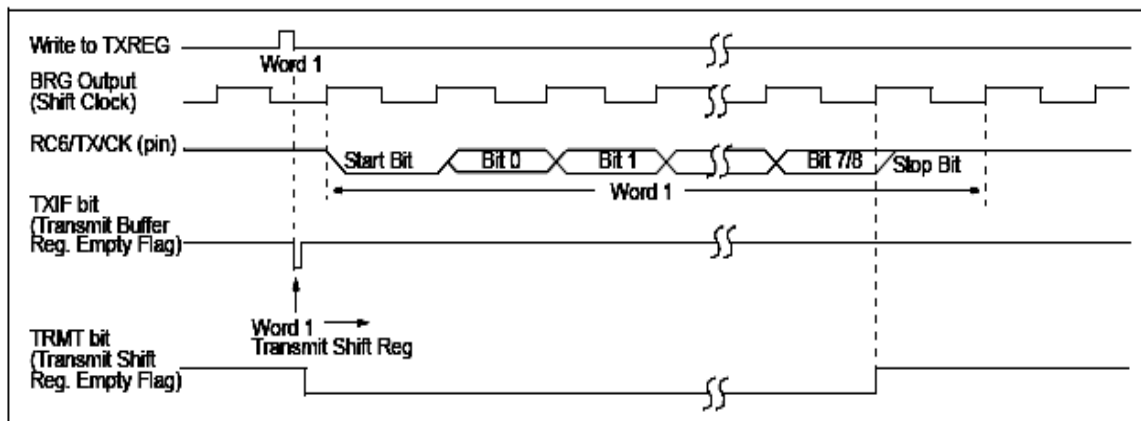 Write to TXREG
Word 1
BRG Output
(Shift Clock)
RC6/TX/CK (pin)
Start Bit
Bit 0
Bit 1
Bit 7/8
Stop Bit
Word 1
TXIF bit
(Transmit Buffer
Reg. Empty Flag)
Word 1
Transmit Shift Reg
TRMT bit
(Transmit Shift
Reg. Empty Flag)